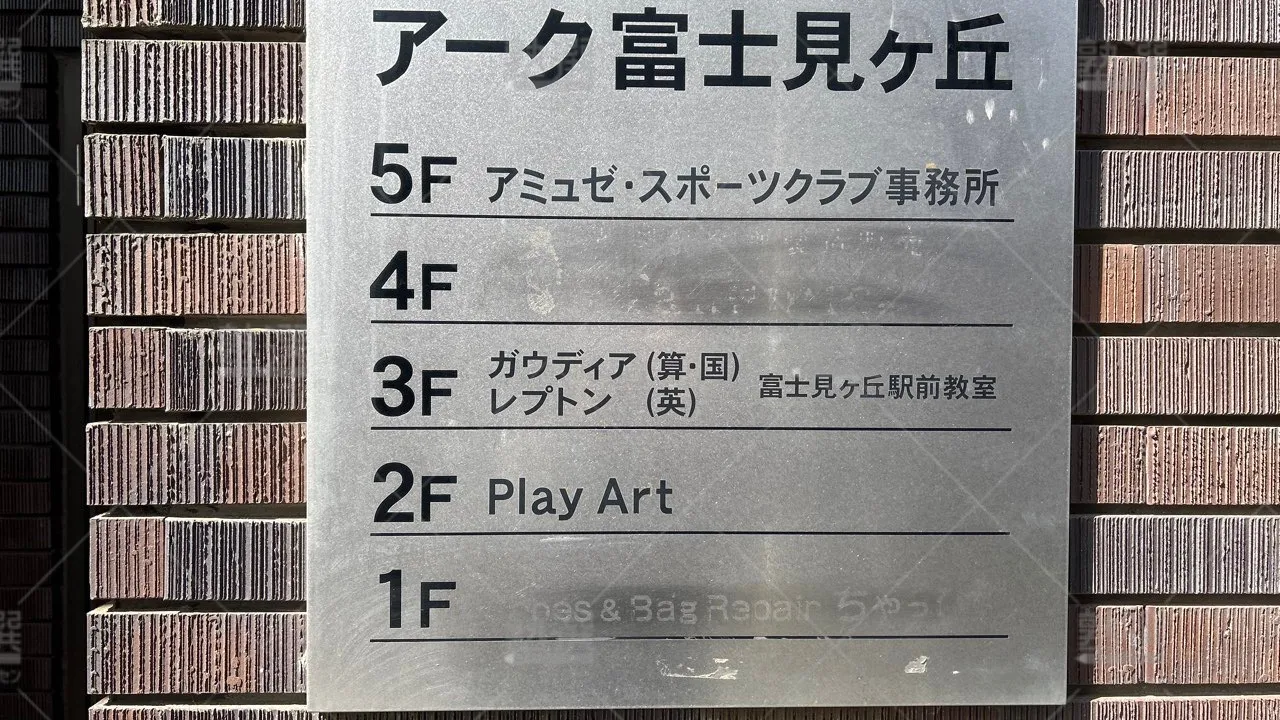 アーク富士見ヶ丘
5F アミュゼ・スポーツクラブ事務所
4F
3F ガウディア (算・国) 富士見ヶ丘駅前教室
レプトン (英)
2F Play Art
1F & Bag Repair